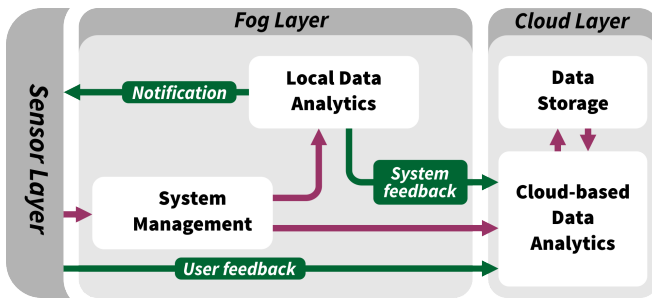 Fog Layer
Cloud Layer
Sensor Layer
Notification
Local Data
Analytics
Data
Storage
System
feedback
System
Management
Cloud-based
Data
Analytics
User feedback